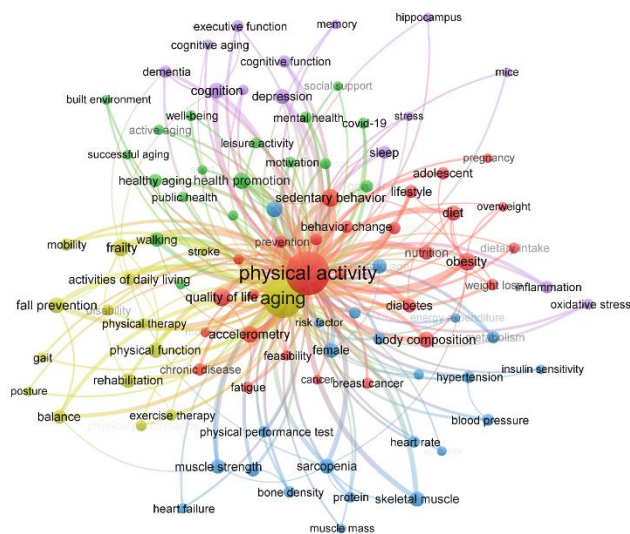 hippocampus
executive function
memory
cognitive aging
cognitive function
dementia
mice
cognition
social support
built environment
depression
well-being
mental health
covid-19
stress
active aging
leisure activity
successful aging
sleep
pregnancy
motivation
adolescent
healthy aging
health promotion
lifestyle
public health
sedentary behavior
overweight
diet
behavior change
walking
mobility
frailty
stroke
prevention
nutrition
dietary intake
obesity
physical activity
activities of daily living
weight loss
inflammation
quality of life
aging
fall prevention
diabetes
oxidative stress
disability
energy expenditure
physical therapy
risk factor
accelerometry
female
body composition
metabolism
gait
physical function
feasibility
chronic disease
insulin sensitivity
rehabilitation
cancer
hypertension
posture
fatigue
breast cancer
balance
exercise therapy
blood pressure
physical performance test
heart rate
muscle strength
sarcopenia
bone density
protein
skeletal muscle
heart failure
muscle mass